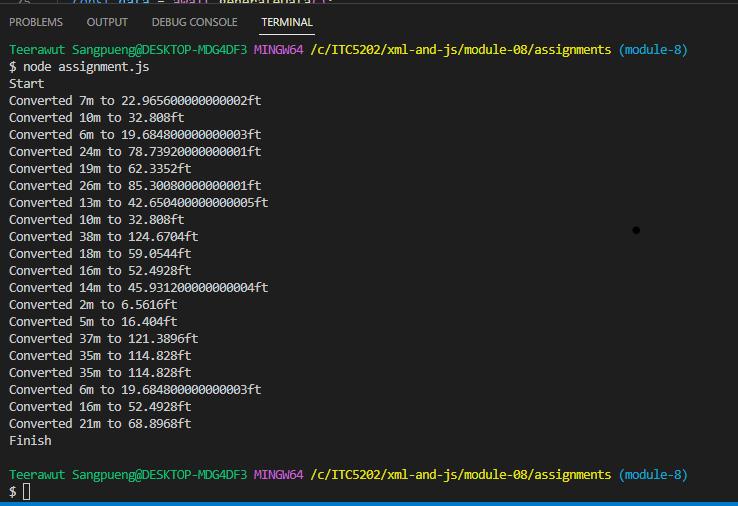 PROBLEMS OUTPUT DEBUG CONSOLE TERMINAL
Teerawut Sangpueng@DESKTOP-MDG4DF3 MINGW64 /c/ITC5202/xml-and-js/module-08/assignments (module-8)
$ node assignment.js
Start
Converted 7m to 22.965600000000002ft
Converted 10m to 32.808ft
Converted 6m to 19.684800000000003ft
Converted 24m to 78.73920000000001ft
Converted 19m to 62.3352ft
Converted 26m to 85.30080000000001ft
Converted 13m to 42.650400000000005ft
Converted 10m to 32.808ft
Converted 38m to 124.6704ft
Converted 18m to 59.0544ft
Converted 16m to 52.4928ft
Converted 14m to 45.931200000000004ft
Converted 2m to 6.5616ft
Converted 5m to 16.404ft
Converted 37m to 121.3896ft
Converted 35m to 114.828ft
Converted 35m to 114.828ft
Converted 6m to 19.684800000000003ft
Converted 16m to 52.4928ft
Converted 21m to 68.8968ft
Finish
Teerawut Sangpueng@DESKTOP-MDG4DF3 MINGW64 /c/ITC5202/xml-and-js/module-08/assignments (module-8)
$